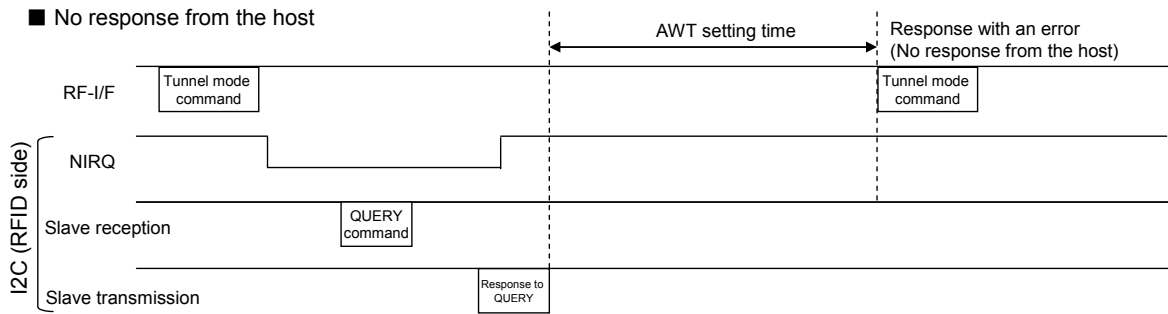 ■ No response from the host
AWT setting time
Response with an error
(No response from the host)
RF-I/F
Tunnel mode
command
Tunnel mode
command
I2C (RFID side)
NIRQ
Slave reception
QUERY
command
Slave transmission
Response to
QUERY